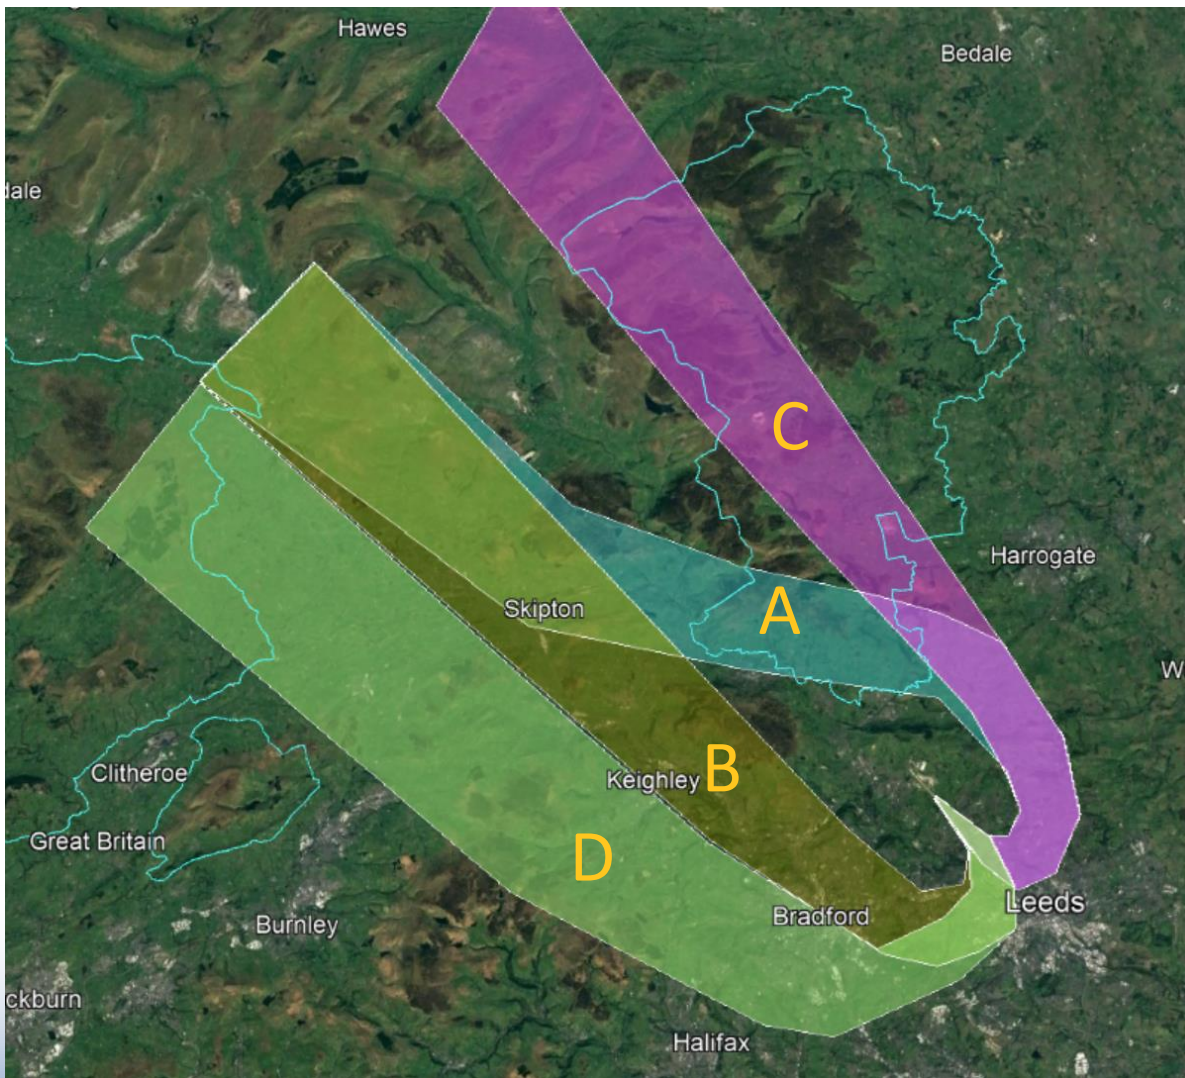 Hawes
Bedale
dale
C
Harrogate
Skipton
A
W
Keighley
B
Clitheroe
Great Britain
D
Leeds
Bradford
Burnley
ckburn
Halifax